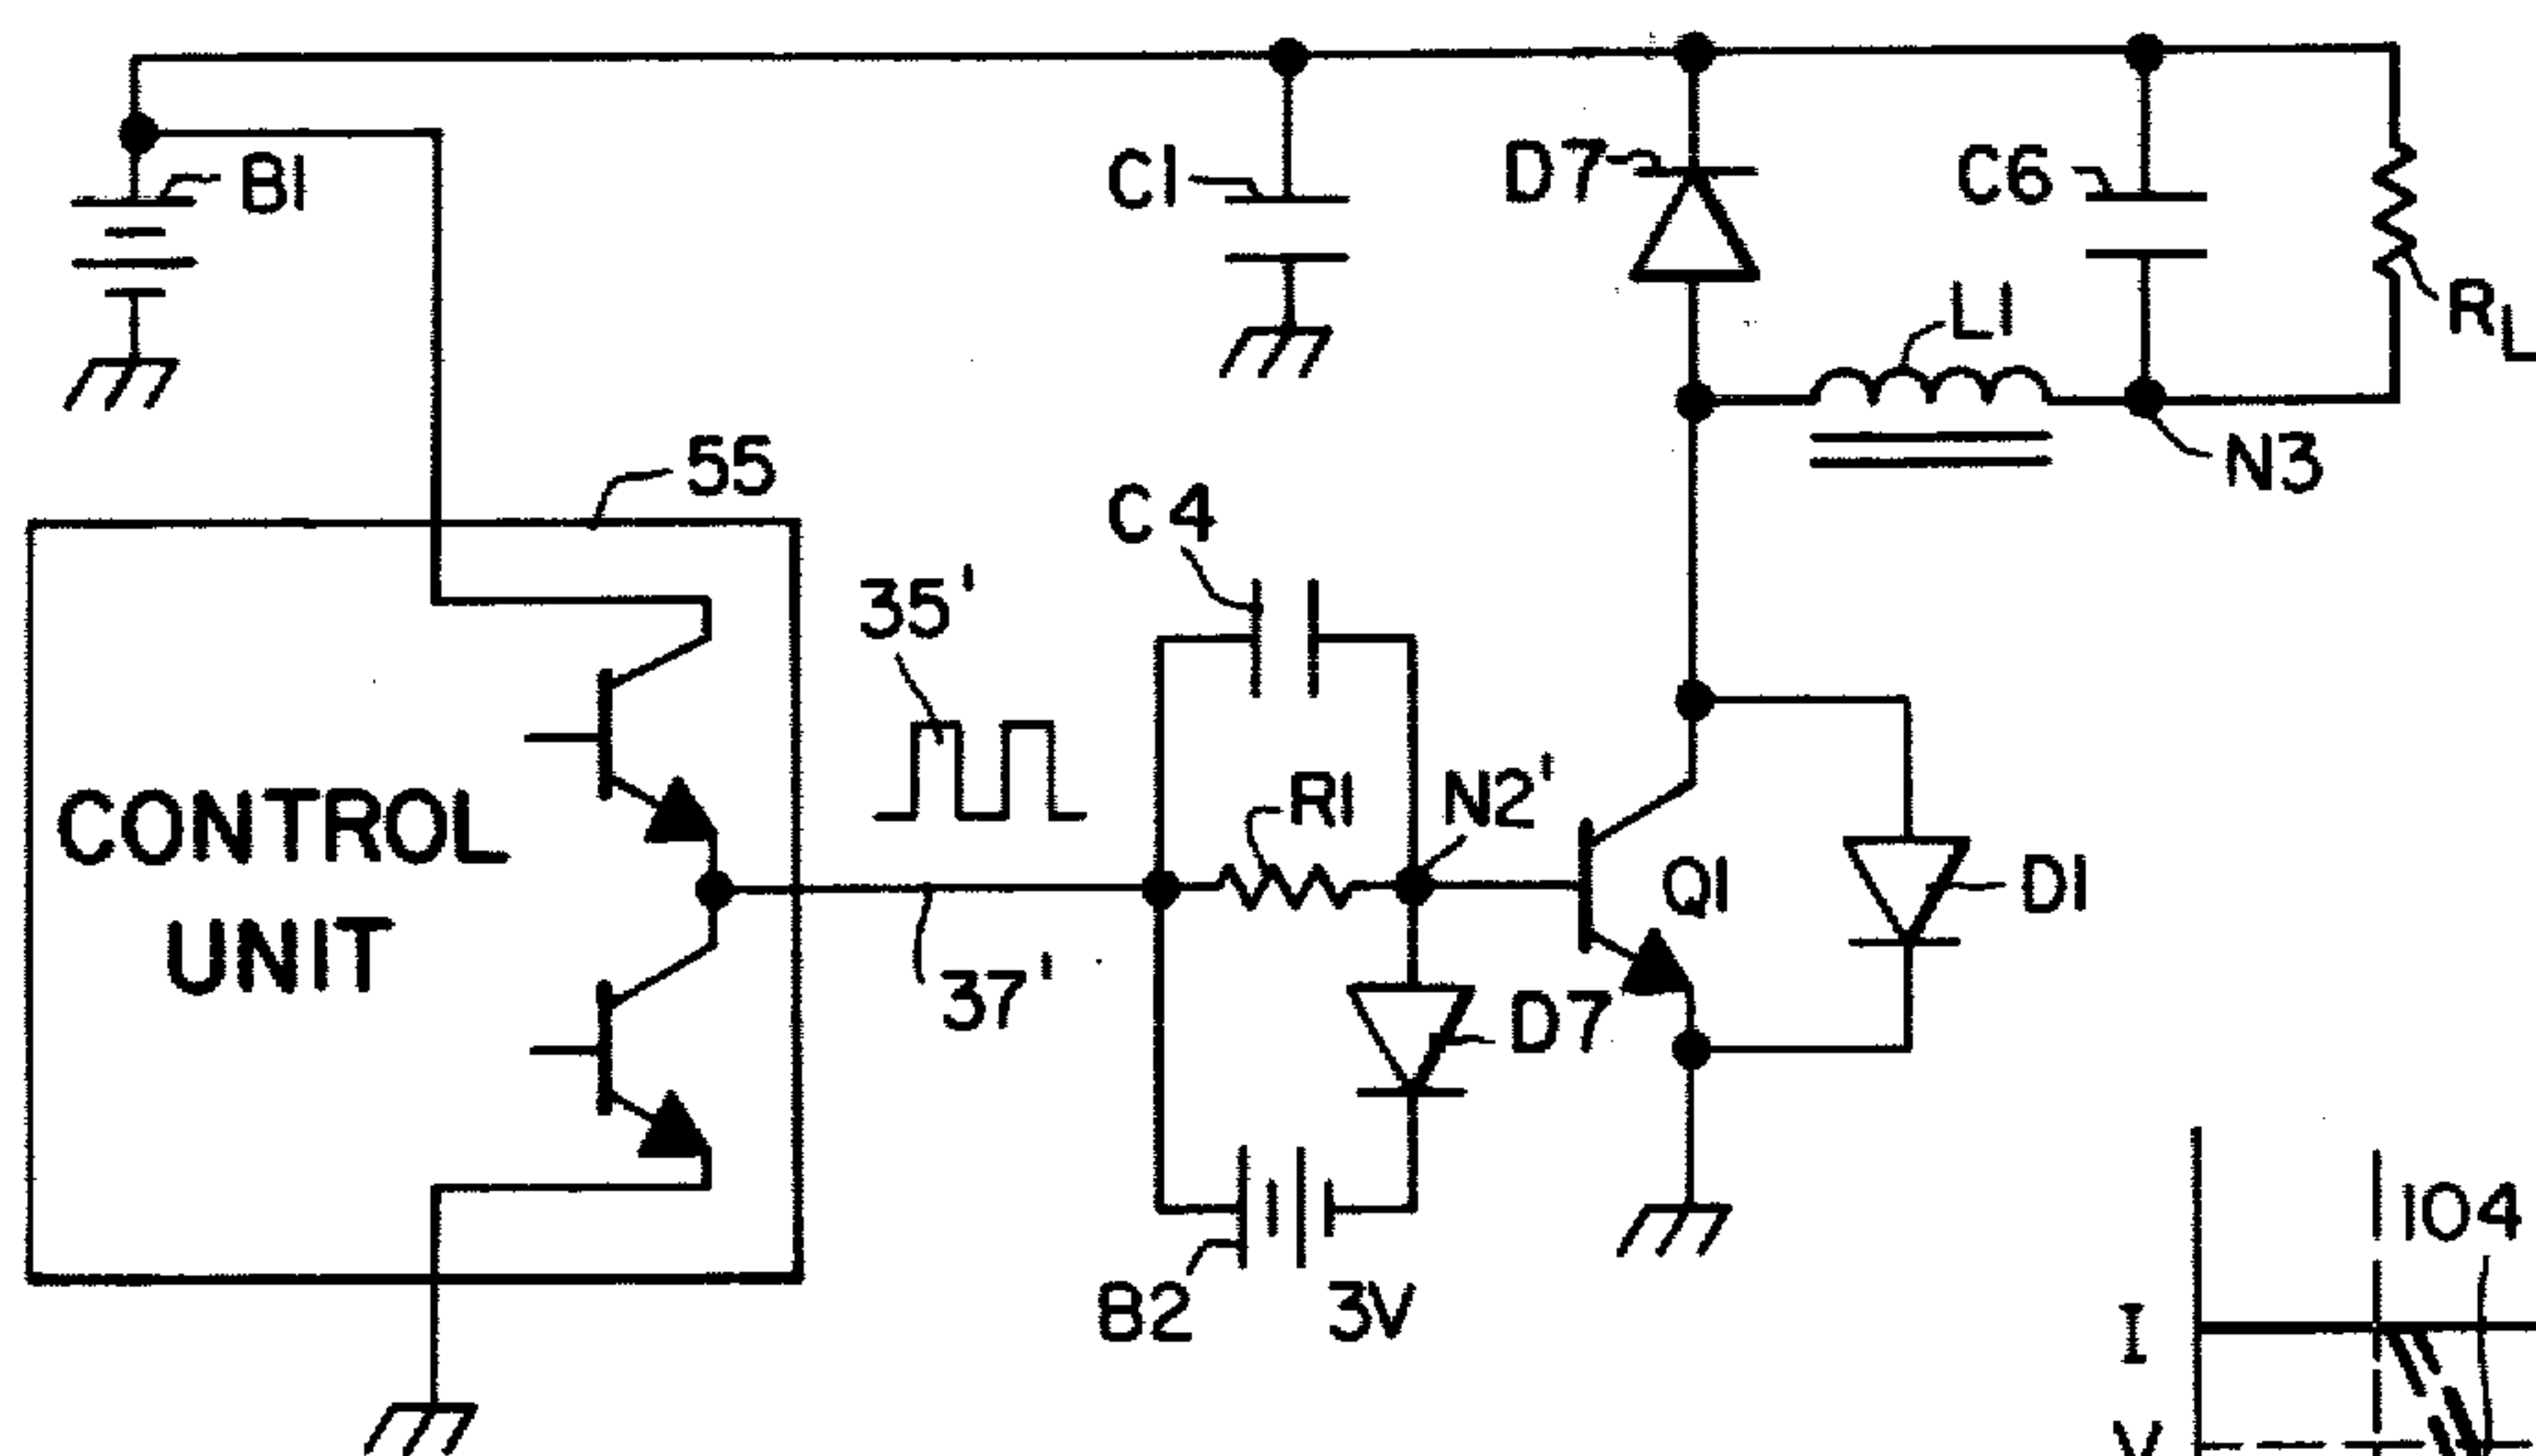 B1
C1
D7
C6
L1
RL
N3
55
C4
35'
R1
N2'
Q1
D1
CONTROL
UNIT
37'
D7
B2
3V
104
I
V